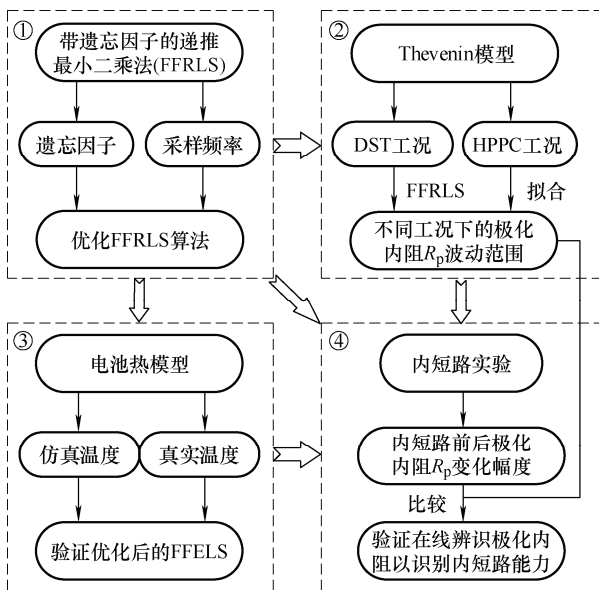 ①
带遗忘因子的递推
最小二乘法(FFRLS)
遗忘因子
采样频率
优化FFRLS算法
②
Thevenin模型
DST工况
HPPC工况
FFRLS
拟合
不同工况下的极化
内阻Rp波动范围
③
电池热模型
仿真温度
真实温度
验证优化后的FFELS
④
内短路实验
内短路前后极化
内阻Rp变化幅度
比较
验证在线辨识极化内
阻以识别内短路能力